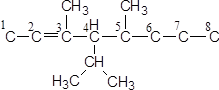 CH₃ CH₃
1 2 3 4 5 6 7 8
C–C=C–C–C–C–C–C
H
CH
H₃C CH₃